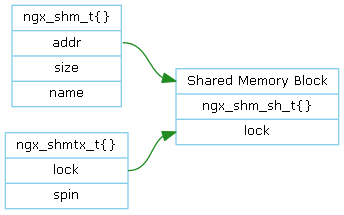 ngx_shm_t{}
addr
size
name
ngx_shmtx_t{}
lock
spin
Shared Memory Block
ngx_shm_sh_t{}
lock